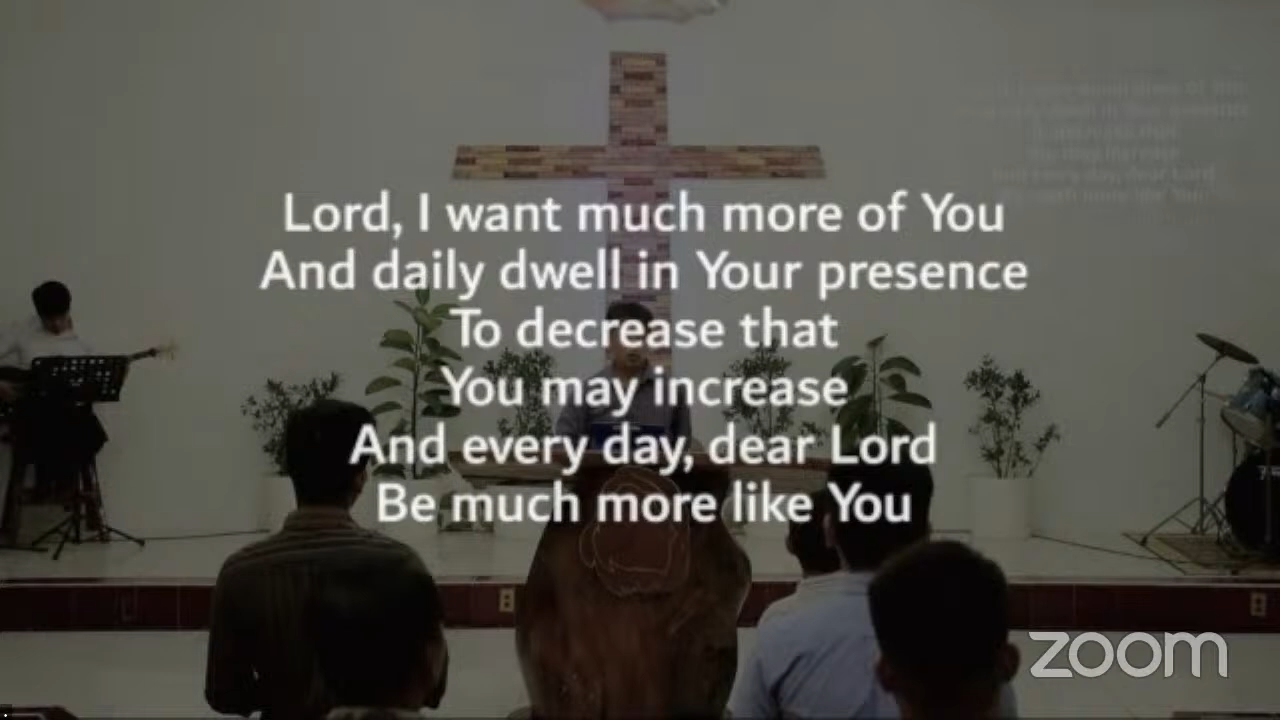 Lord, I want much more of You
And daily dwell in Your presence
To decrease that
You may increase
And every day, dear Lord
Be much more like You
zoom